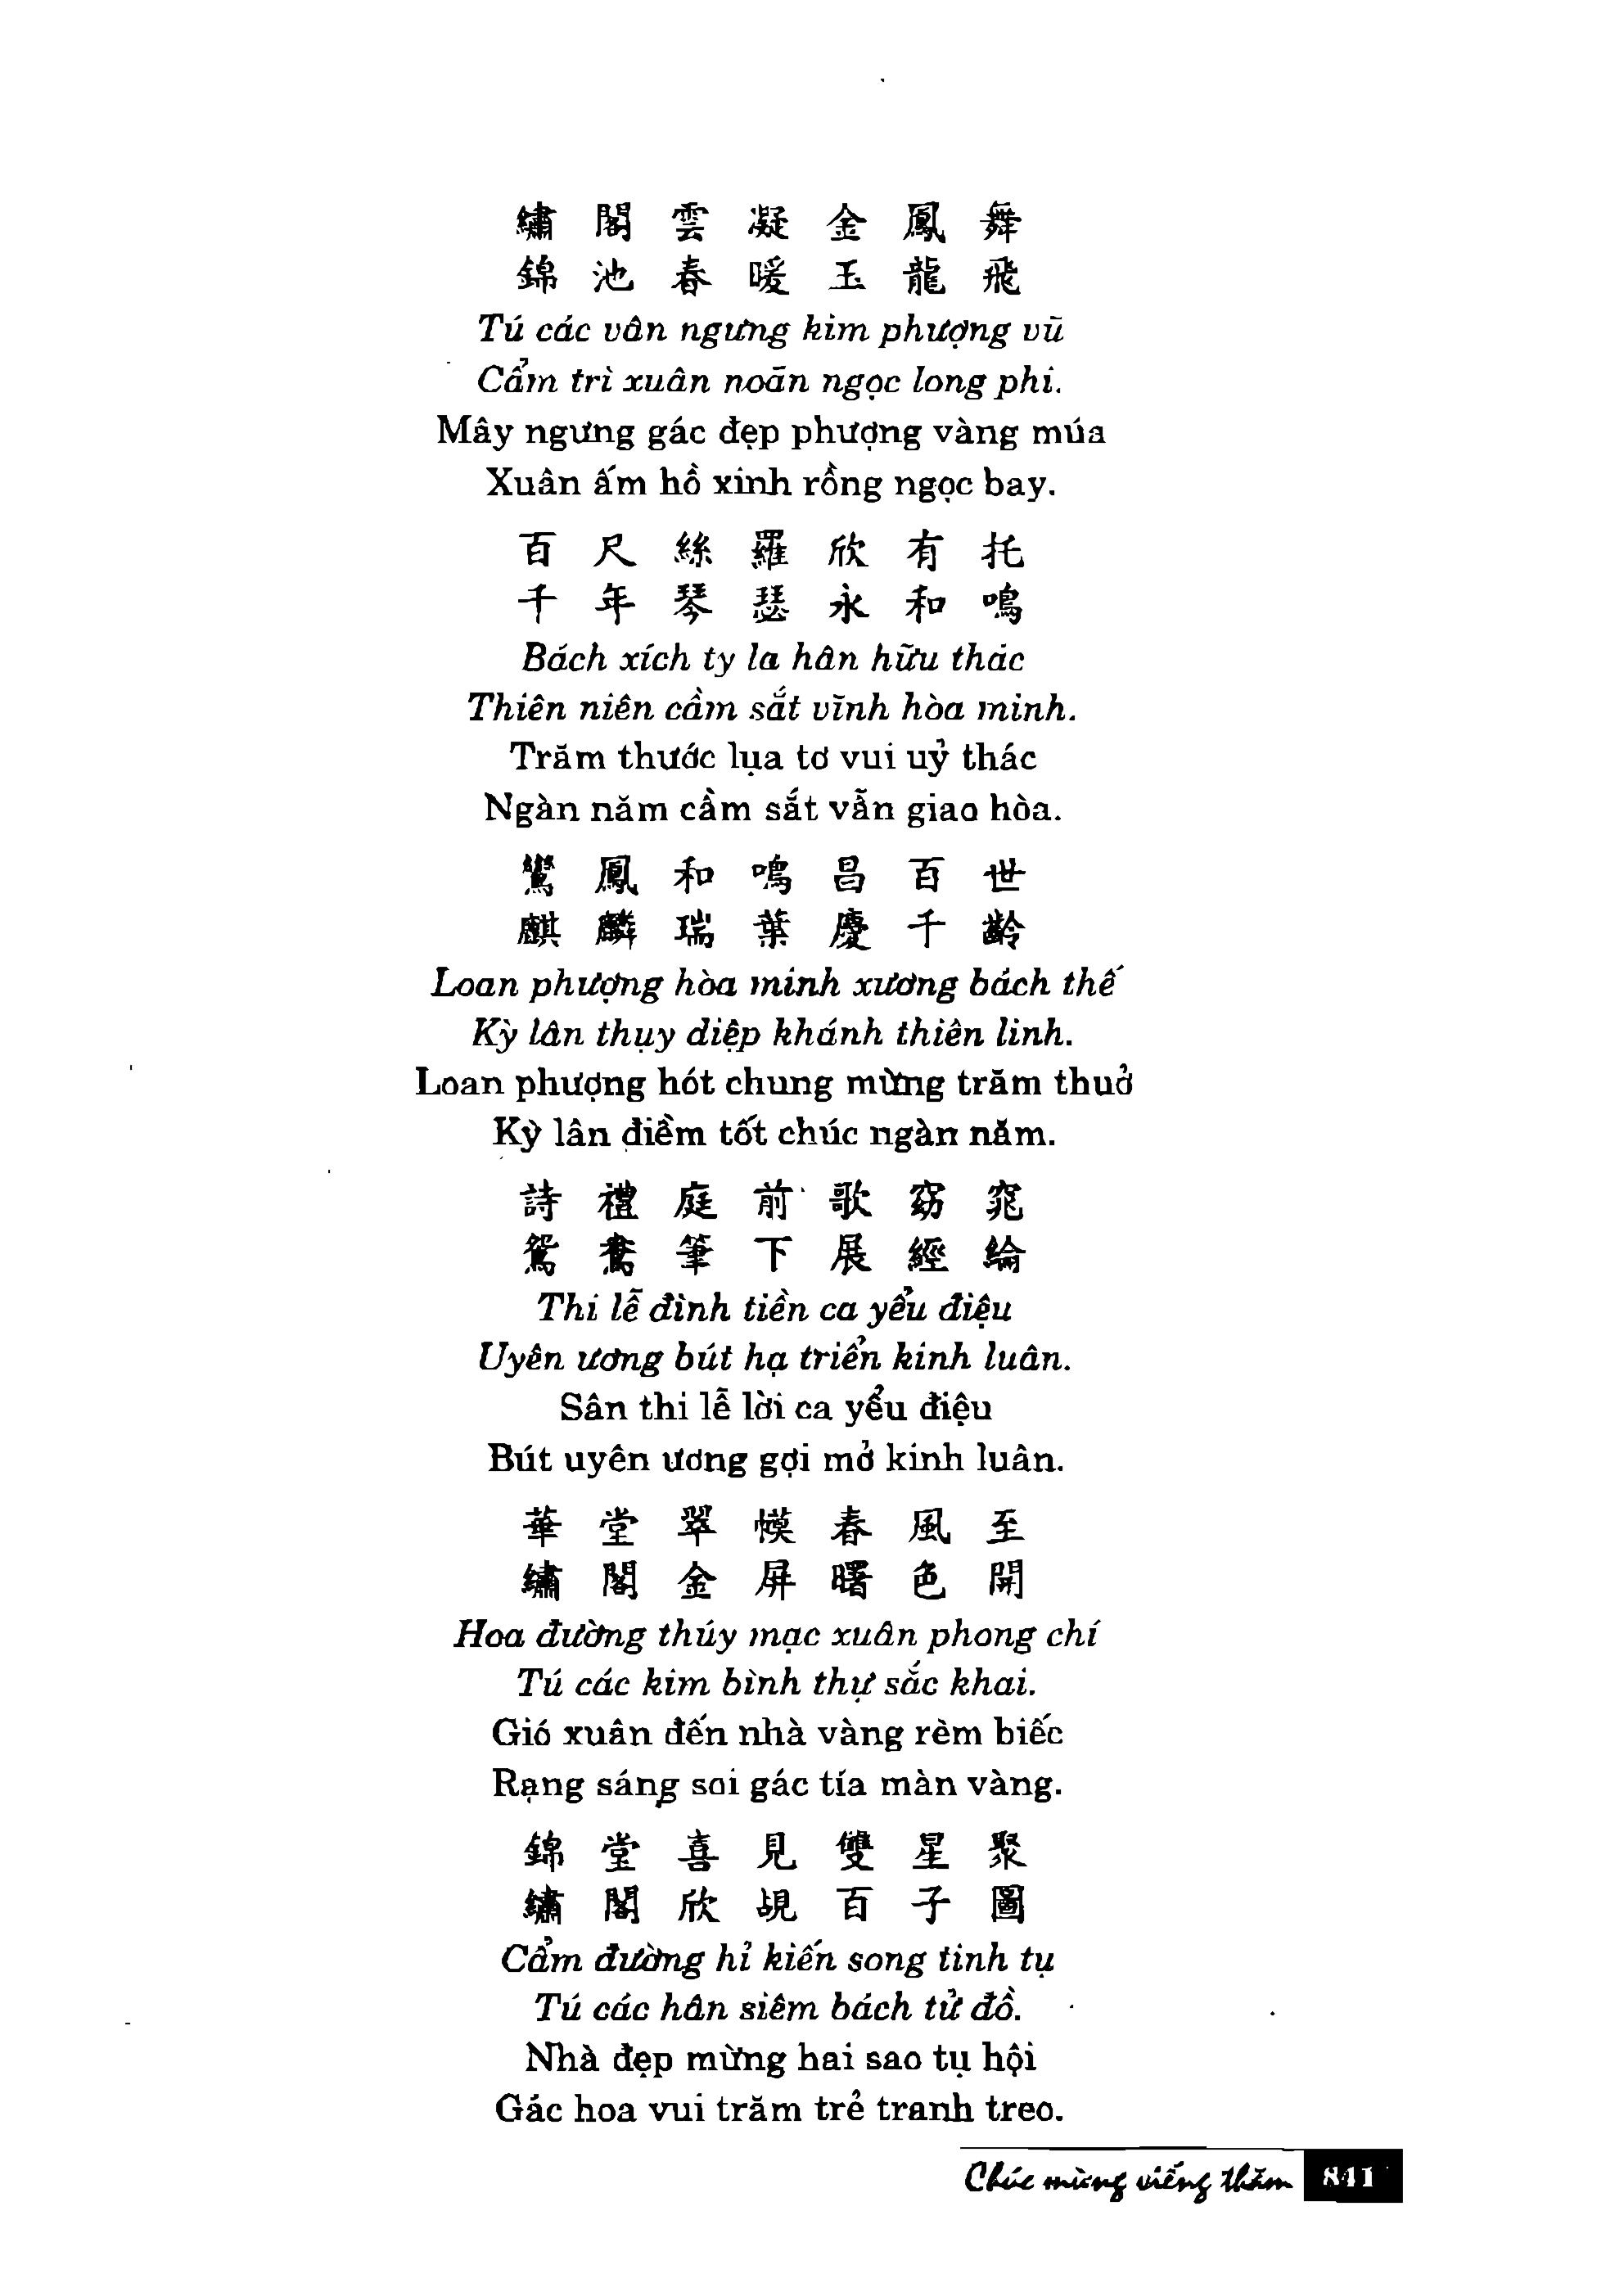 繡閣雲凝金鳳舞
錦池春暖玉龍飛
Tú các vân ngưng kim phượng vũ
Cẩm trì xuân noãn ngọc long phi.
Mây ngưng gác đẹp phượng vàng múa
Xuân ấm hồ xinh rồng ngọc bay.
百尺絲羅欣有托
千年琴瑟永和鳴
Bách xích ty la hân hữu thác
Thiên niên cầm sắt vĩnh hòa minh.
Trăm thước lụa tơ vui uỷ thác
Ngàn năm cầm sắt vẫn giao hòa.
鸞鳳和鳴昌百世
麒麟瑞葉慶千齡
Loan phượng hòa minh xương bách thế
Kỳ lân thụy diệp khánh thiên linh.
Loan phượng hót chung mừng trăm thuở
Kỳ lân điềm tốt chúc ngàn năm.
詩禮庭前歌窈窕
鴛鴦筆下展經綸
Thi lễ đình tiền ca yểu điệu
Uyên ương bút hạ triển kinh luân.
Sân thi lễ lời ca yểu điệu
Bút uyên ương gợi mở kinh luân.
華堂翠幙春風至
繡閣金屏曙色開
Hoa đường thúy mạc xuân phong chí
Tú các kim bình thự sắc khai.
Gió xuân đến nhà vàng rèm biếc
Rạng sáng soi gác tía màn vàng.
錦堂喜見雙星聚
繡閣欣覘百子圖
Cẩm đường hỉ kiến song tinh tụ
Tú các hân siêm bách tử đồ.
Nhà đẹp mừng hai sao tụ hội
Gác hoa vui trăm trẻ tranh treo.
Chúc mừng viếng thăm 841